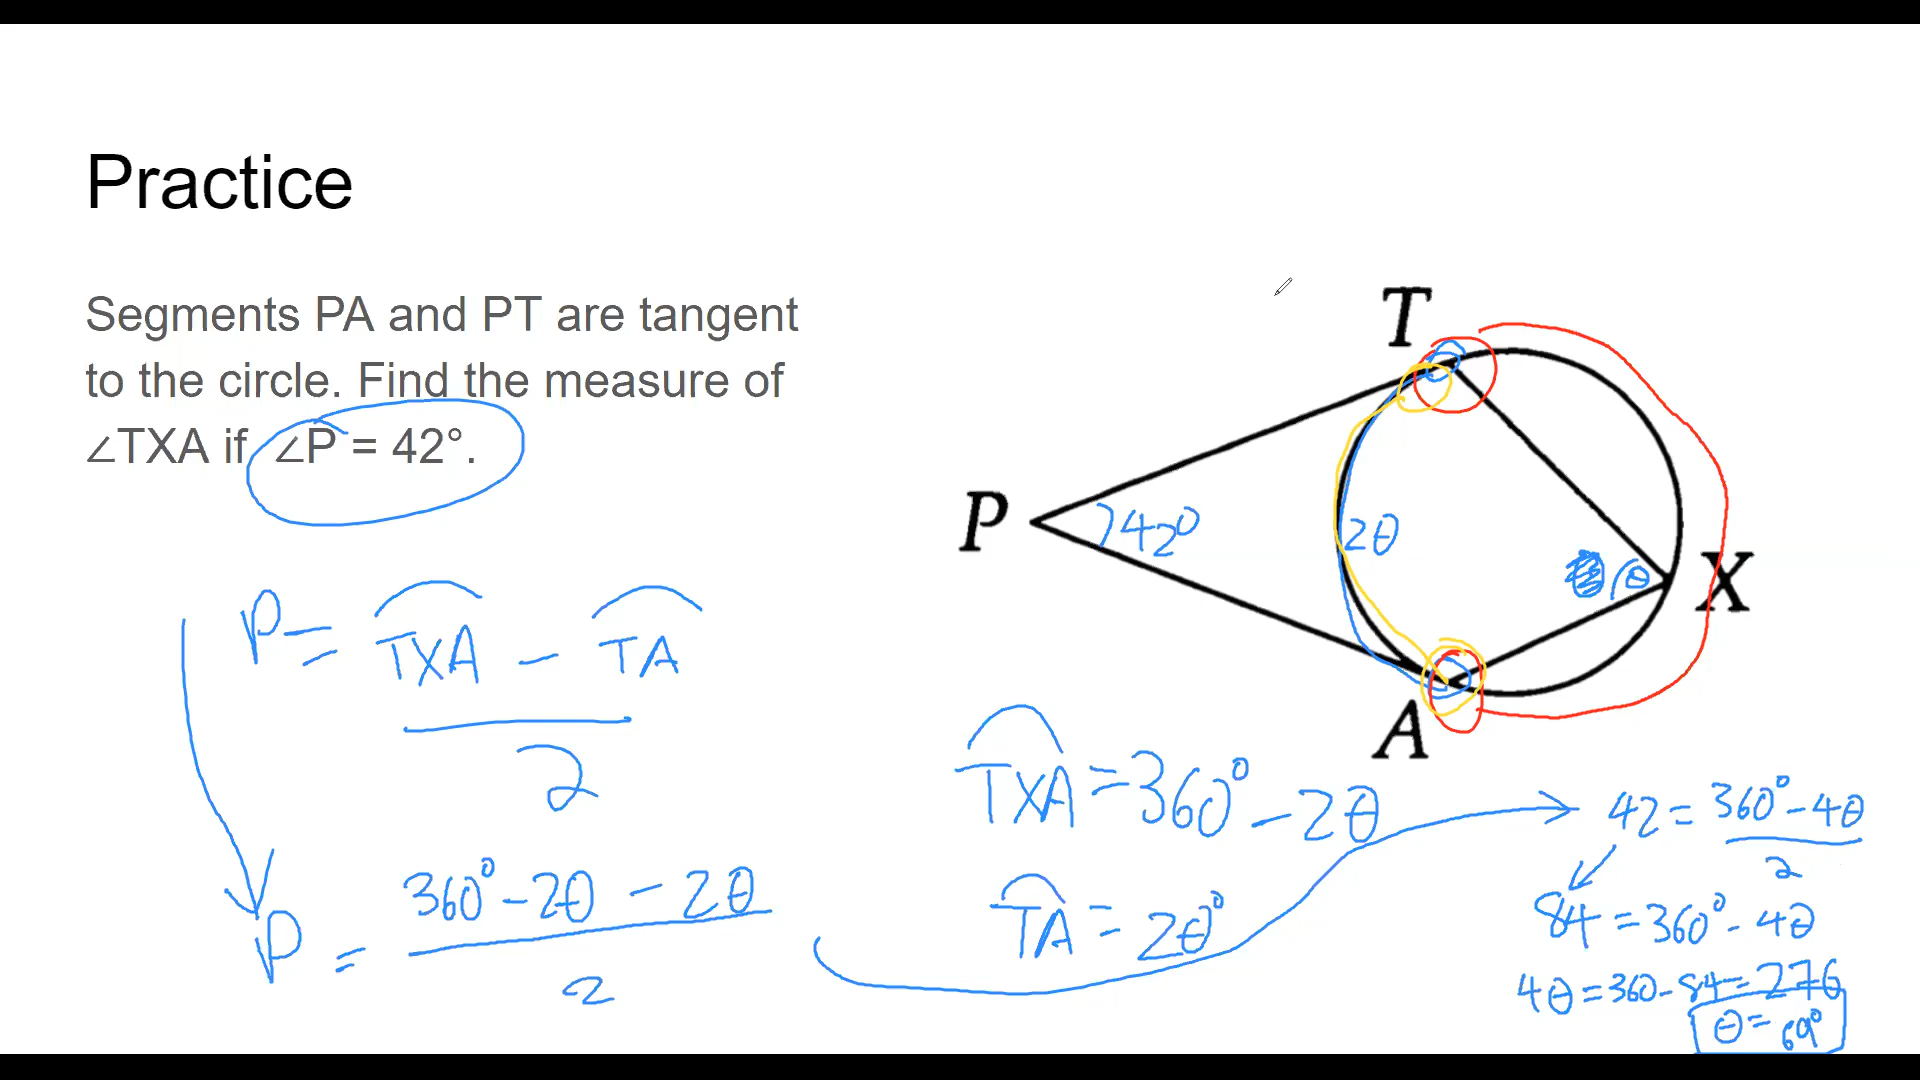 Practice
Segments PA and PT are tangent
to the circle. Find the measure of
∠TXA if ∠P = 42°.
T
P
42°
2θ
θ
X
A
P = TXA - TA
2
P = 360° - 2θ - 2θ
2
TXA = 360° - 2θ
TA = 2θ°
42 = 360° - 4θ
2
84 = 360° - 4θ
4θ = 360 - 84 = 276
θ = 69°